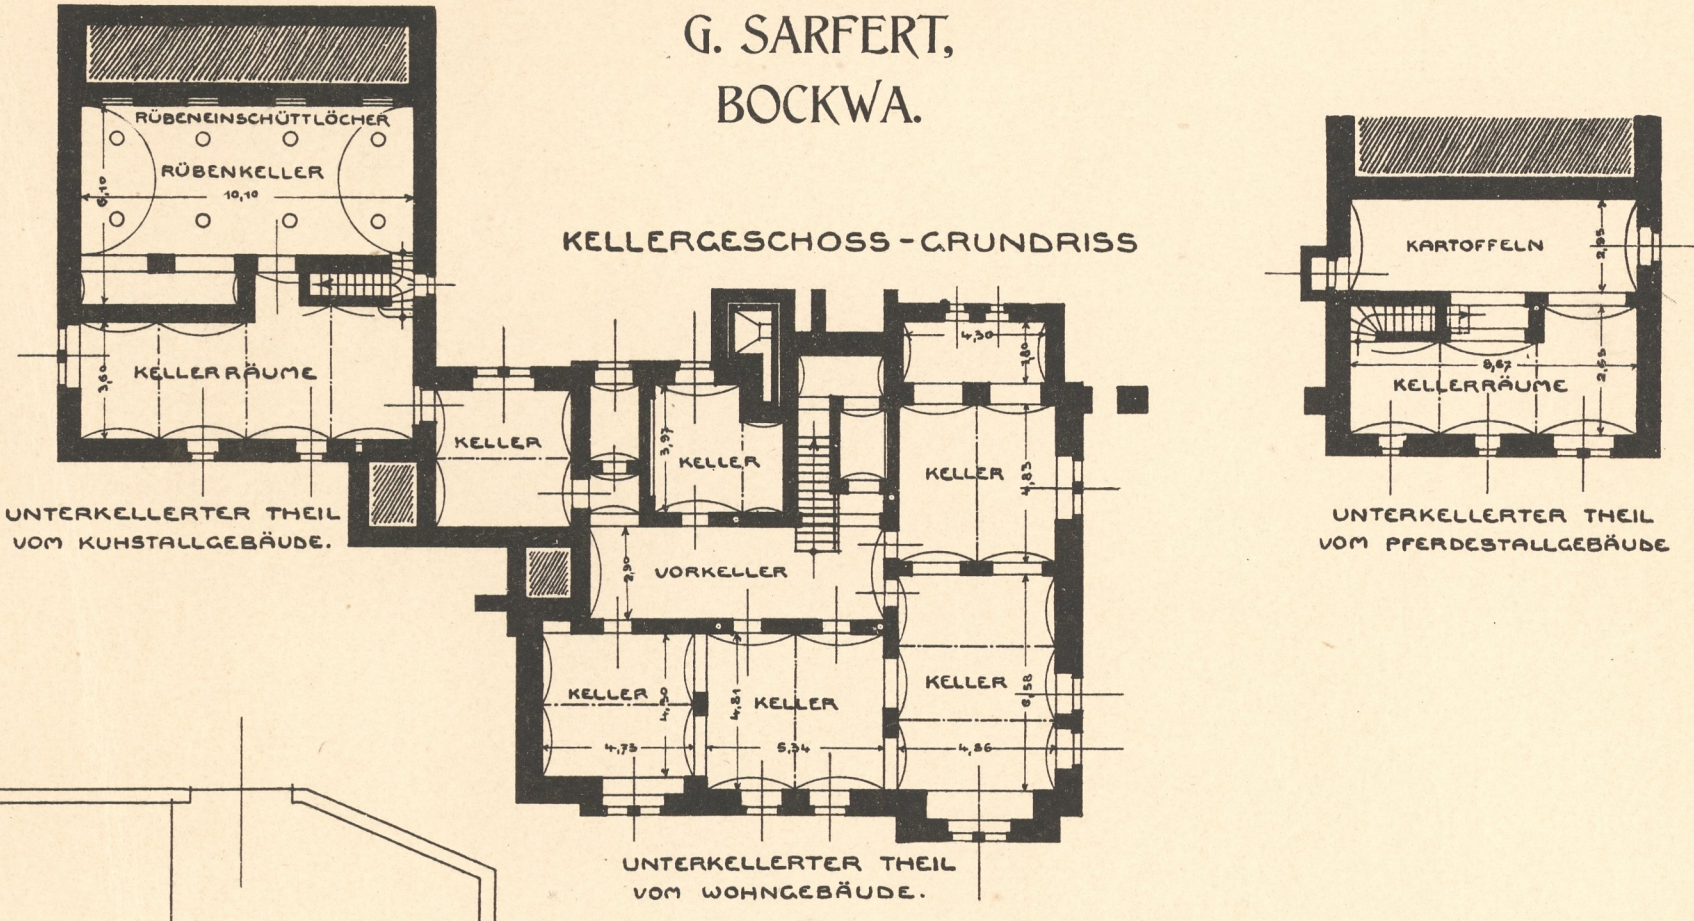 G. SARFERT,
BOCKWA.
KELLERGESCHOSS-GRUNDRISS
RÜBENEINSCHÜTTLÖCHER
RÜBENKELLER
10,10
6,10
KELLERRÄUME
3,60
UNTERKELLERTER THEIL
VOM KUHSTALLGEBÄUDE.
KELLER
KELLER
3,97
4,30
1,80
KELLER
4,83
VORKELLER
2,90
KELLER
4,90
4,73
KELLER
4,81
5,34
KELLER
6,58
4,86
UNTERKELLERTER THEIL
VOM WOHNGEBÄUDE.
KARTOFFELN
2,95
8,67
KELLERRÄUME
UNTERKELLERTER THEIL
VOM PFERDESTALLGEBÄUDE